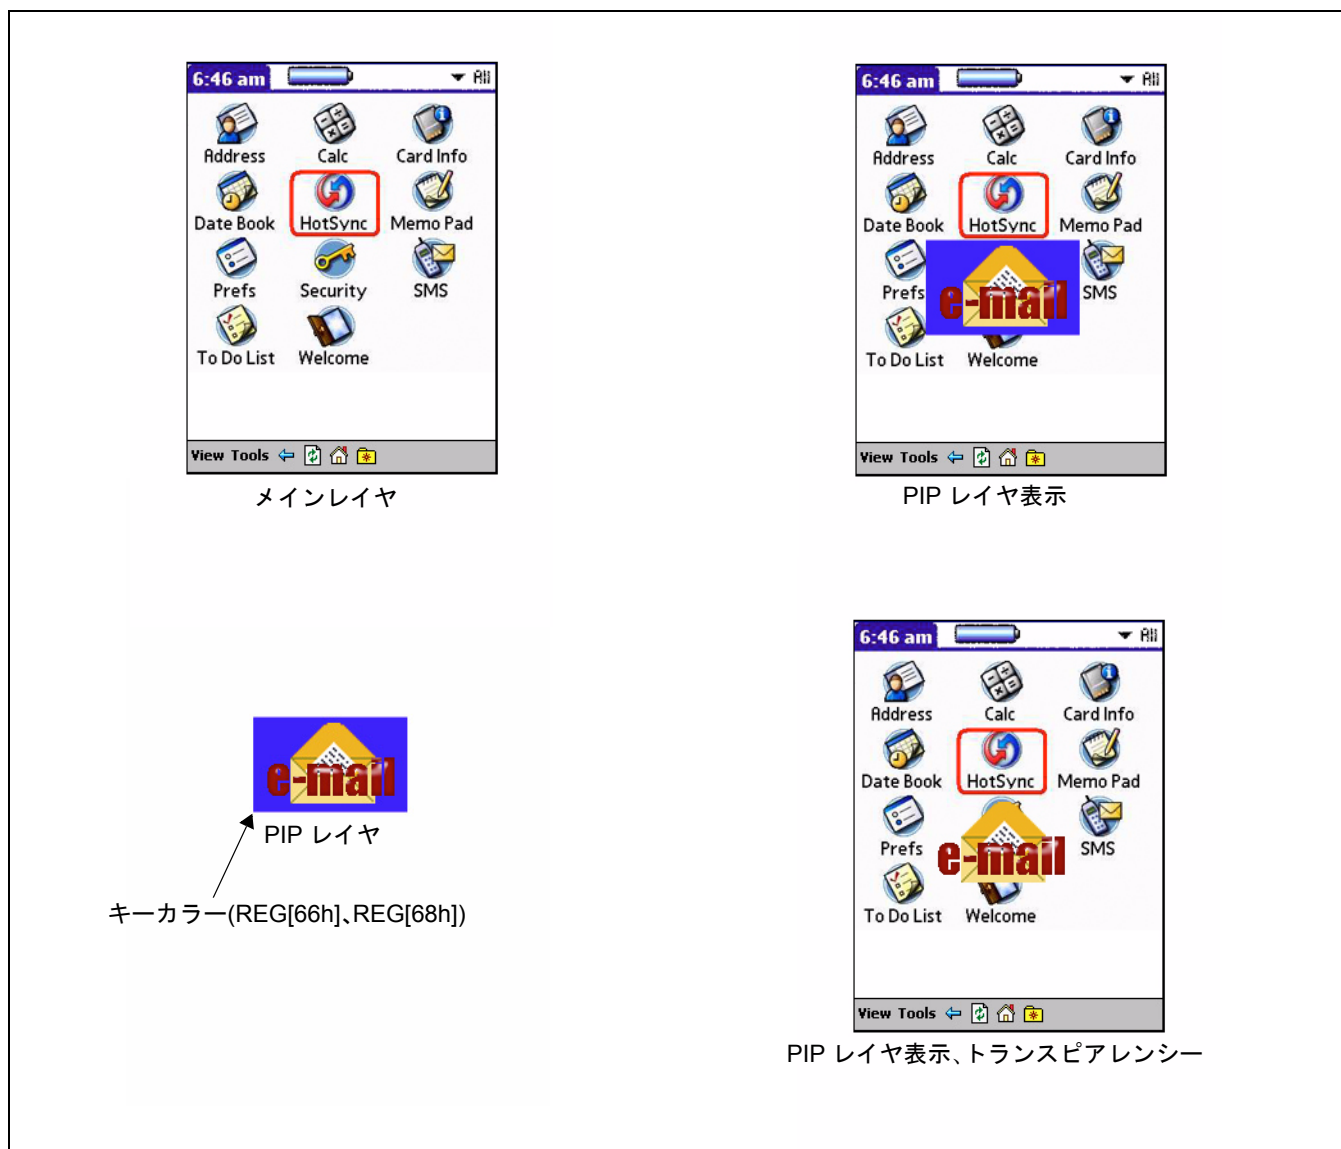 6:46 am All
Address Calc Card Info
Date Book HotSync Memo Pad
Prefs Security SMS
To Do List Welcome
View Tools
メインレイヤ
6:46 am All
Address Calc Card Info
Date Book HotSync Memo Pad
Prefs e-mail SMS
To Do List Welcome
View Tools
PIP レイヤ表示
e-mail
PIP レイヤ
キーカラー(REG[66h]、REG[68h])
6:46 am All
Address Calc Card Info
Date Book HotSync Memo Pad
Prefs e-mail SMS
To Do List Welcome
View Tools
PIP レイヤ表示、トランスピアレンシー